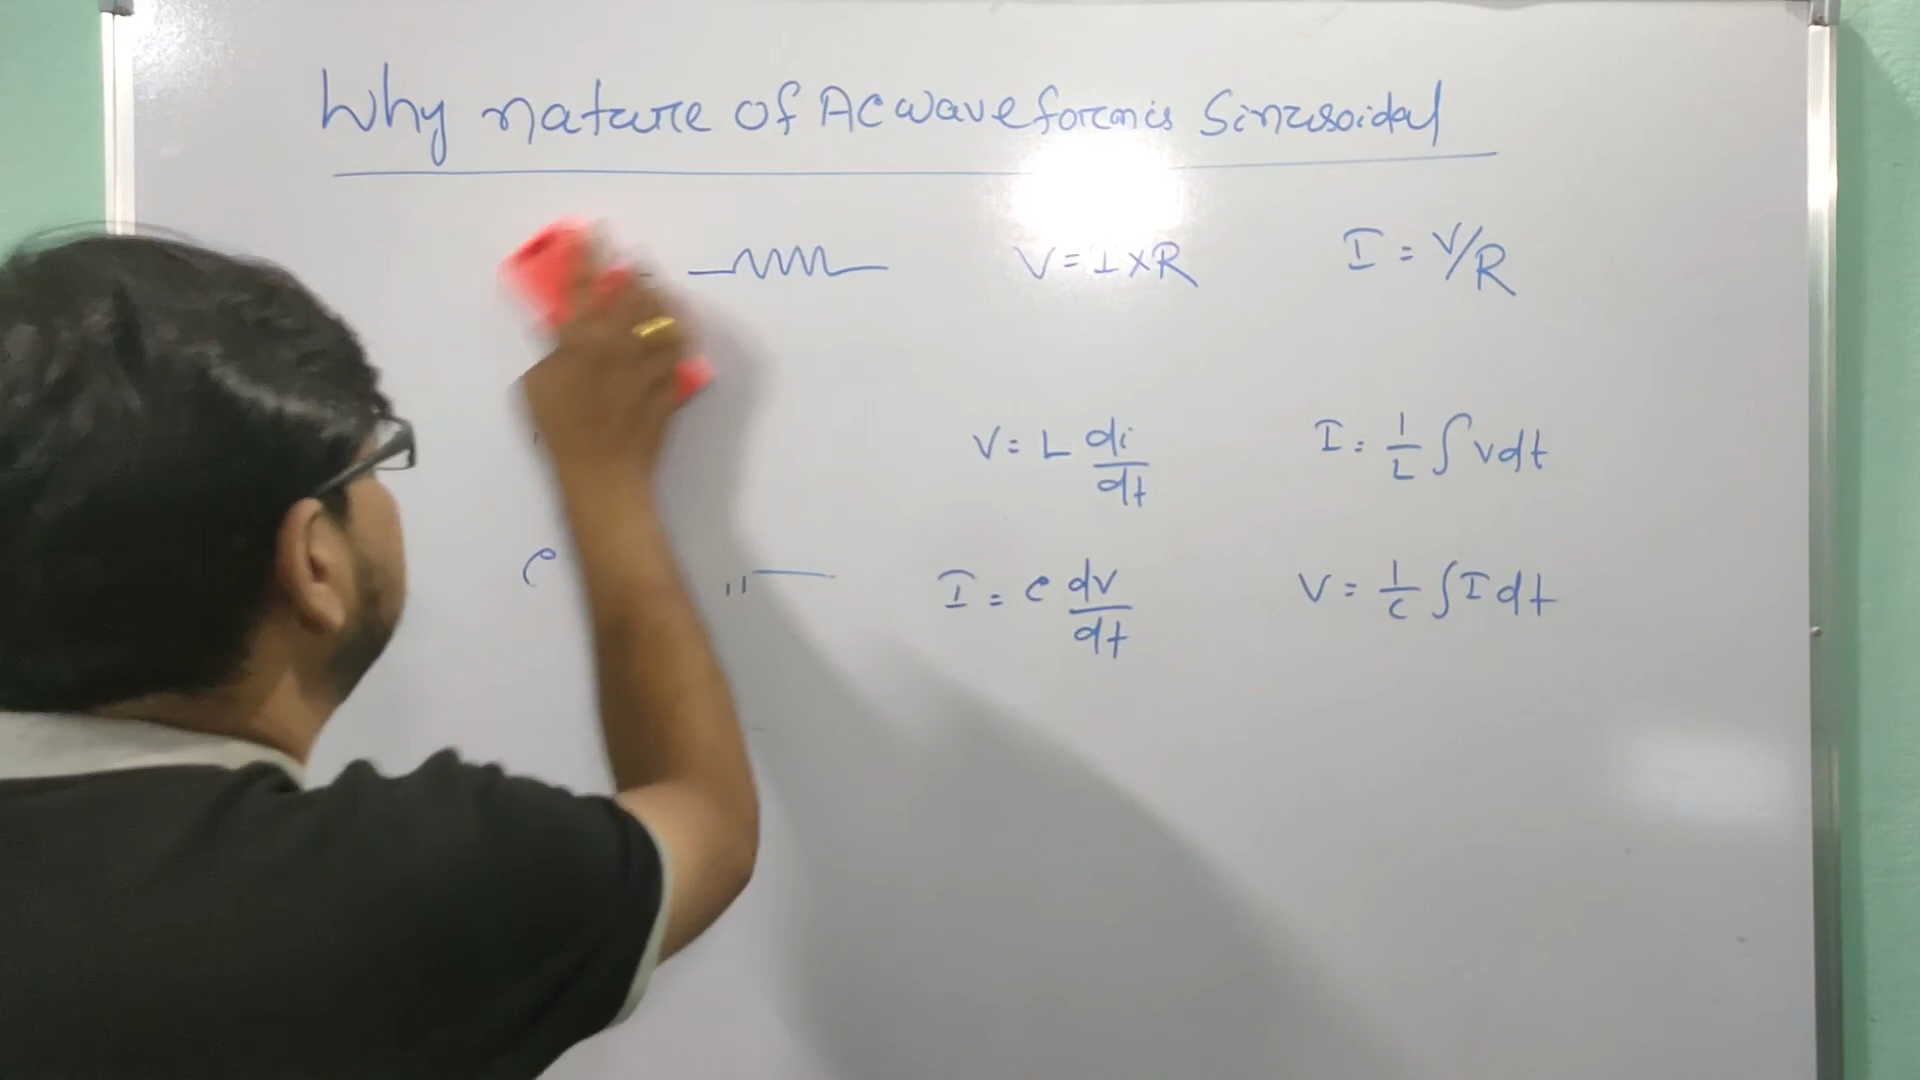 Why nature of AC waveform is Sinusoidal
V = I × R I = V/R
V = L di/dt I = 1/L ∫ v dt
C I = C dv/dt V = 1/C ∫ I dt